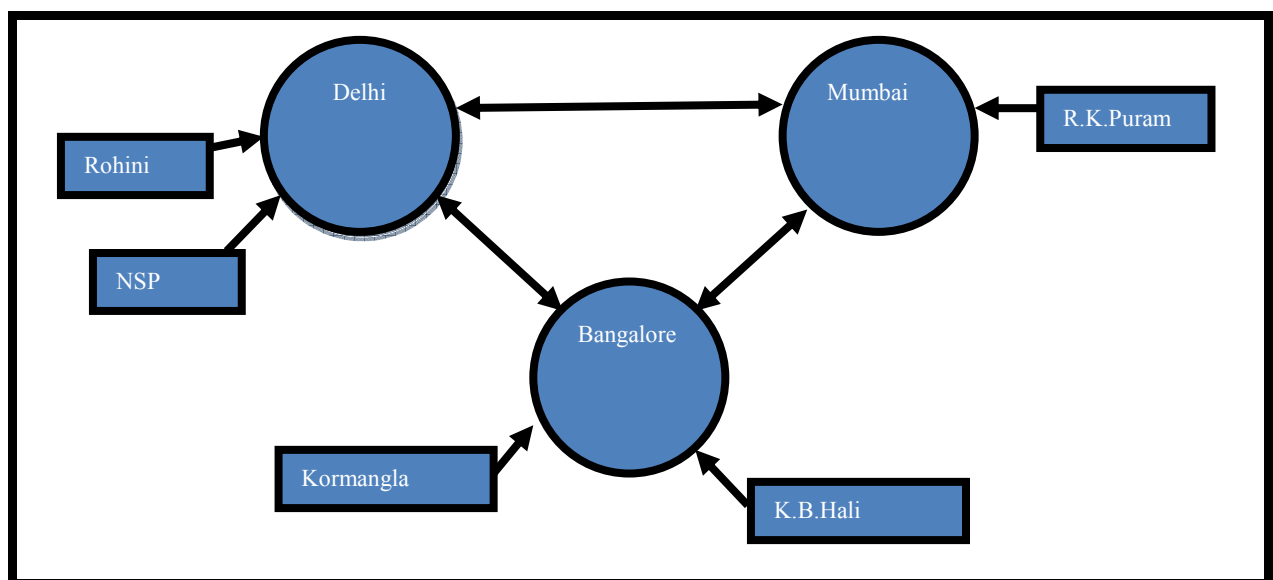 Delhi
Mumbai
R.K.Puram
Rohini
NSP
Bangalore
Kormangla
K.B.Hali